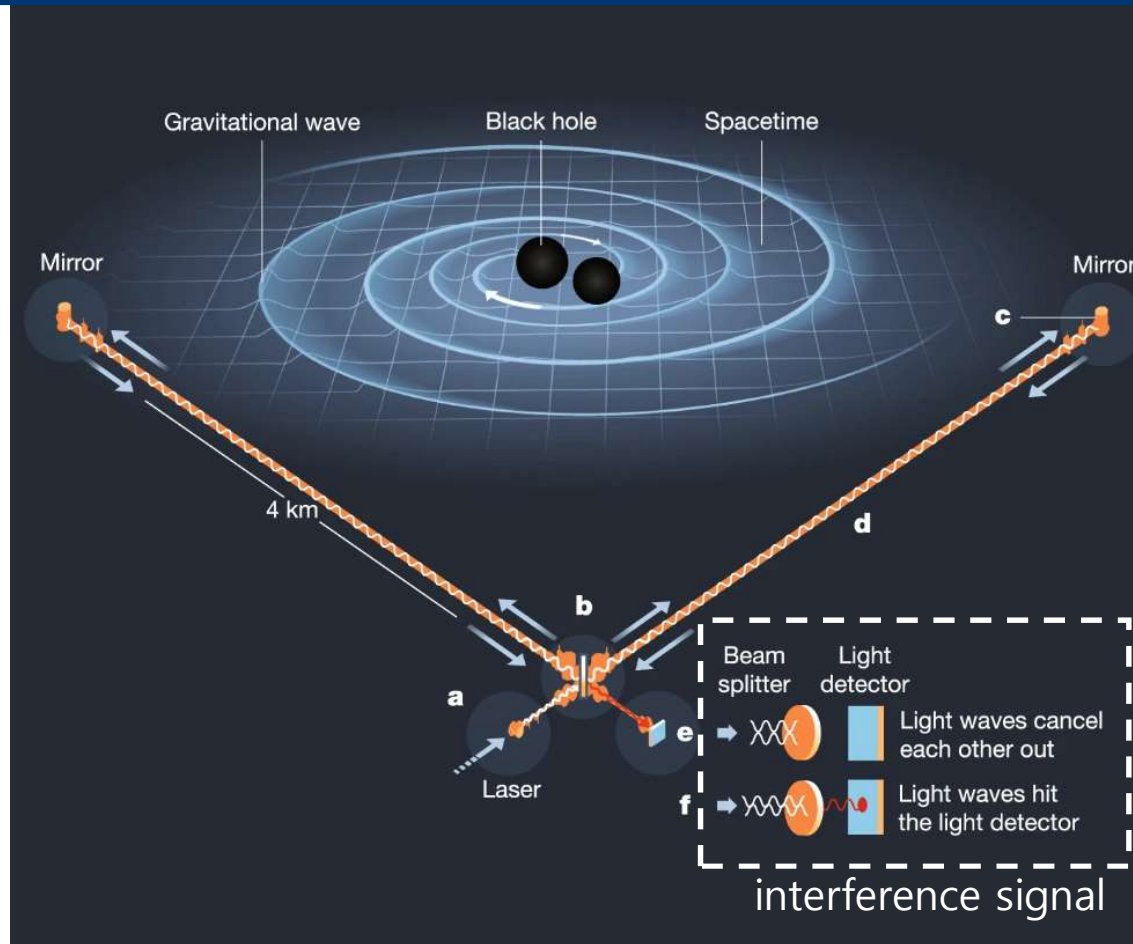 Gravitational wave
Black hole
Spacetime
Mirror
Mirror
c
4 km
d
b
a
Laser
Beam
splitter
Light
detector
e
Light waves cancel
each other out
f
Light waves hit
the light detector
interference signal